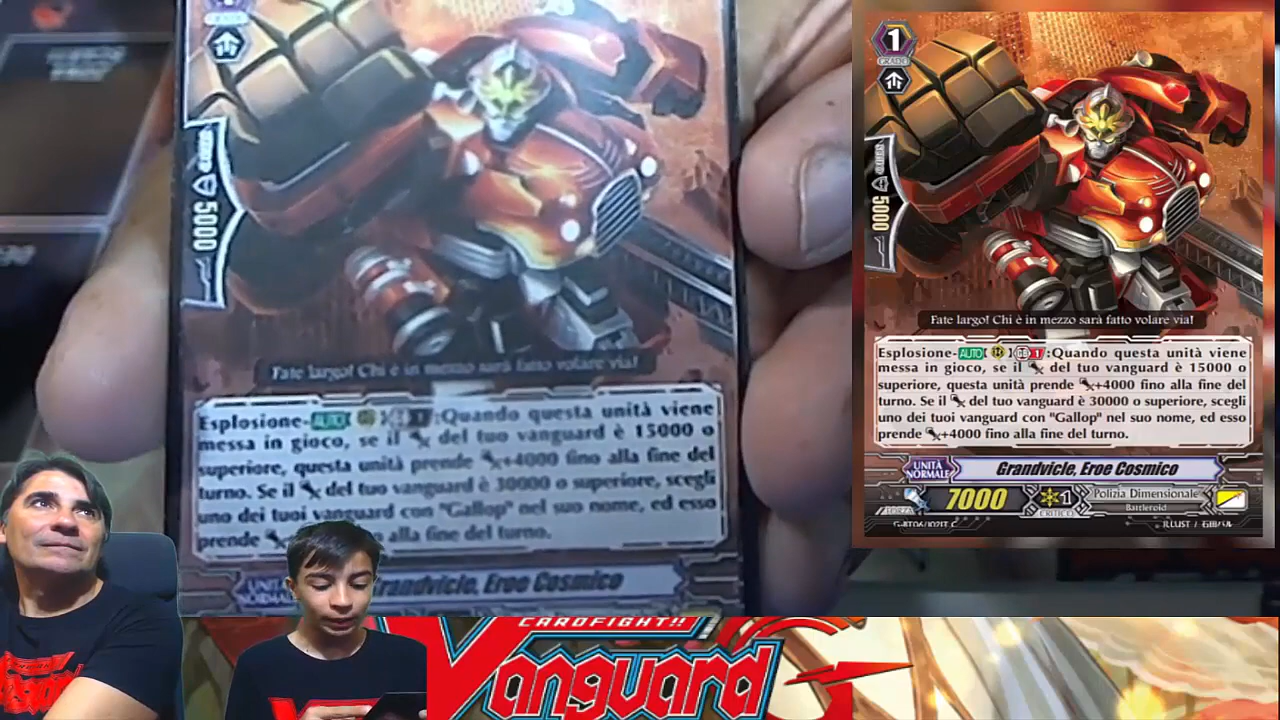 5000
Fate largo! Chi è in mezzo sarà fatto volare via!
Esplosione-AUTO :Quando questa unità viene
messa in gioco, se il del tuo vanguard è 15000 o
superiore, questa unità prende +4000 fino alla fine del
turno. Se il del tuo vanguard è 30000 o superiore, scegli
uno dei tuoi vanguard con "Gallop" nel suo nome, ed esso
prende alla fine del turno.
UNITÀ
NORMALE
Grandvicle, Eroe Cosmico
1
GRADO
5000
Fate largo! Chi è in mezzo sarà fatto volare via!
Esplosione-AUTO GB 1:Quando questa unità viene
messa in gioco, se il del tuo vanguard è 15000 o
superiore, questa unità prende +4000 fino alla fine del
turno. Se il del tuo vanguard è 30000 o superiore, scegli
uno dei tuoi vanguard con "Gallop" nel suo nome, ed esso
prende +4000 fino alla fine del turno.
UNITÀ
NORMALE
Grandvicle, Eroe Cosmico
7000
1
CRITICO
Polizia Dimensionale
Battleroid
CARDFIGHT!!
Vanguard G